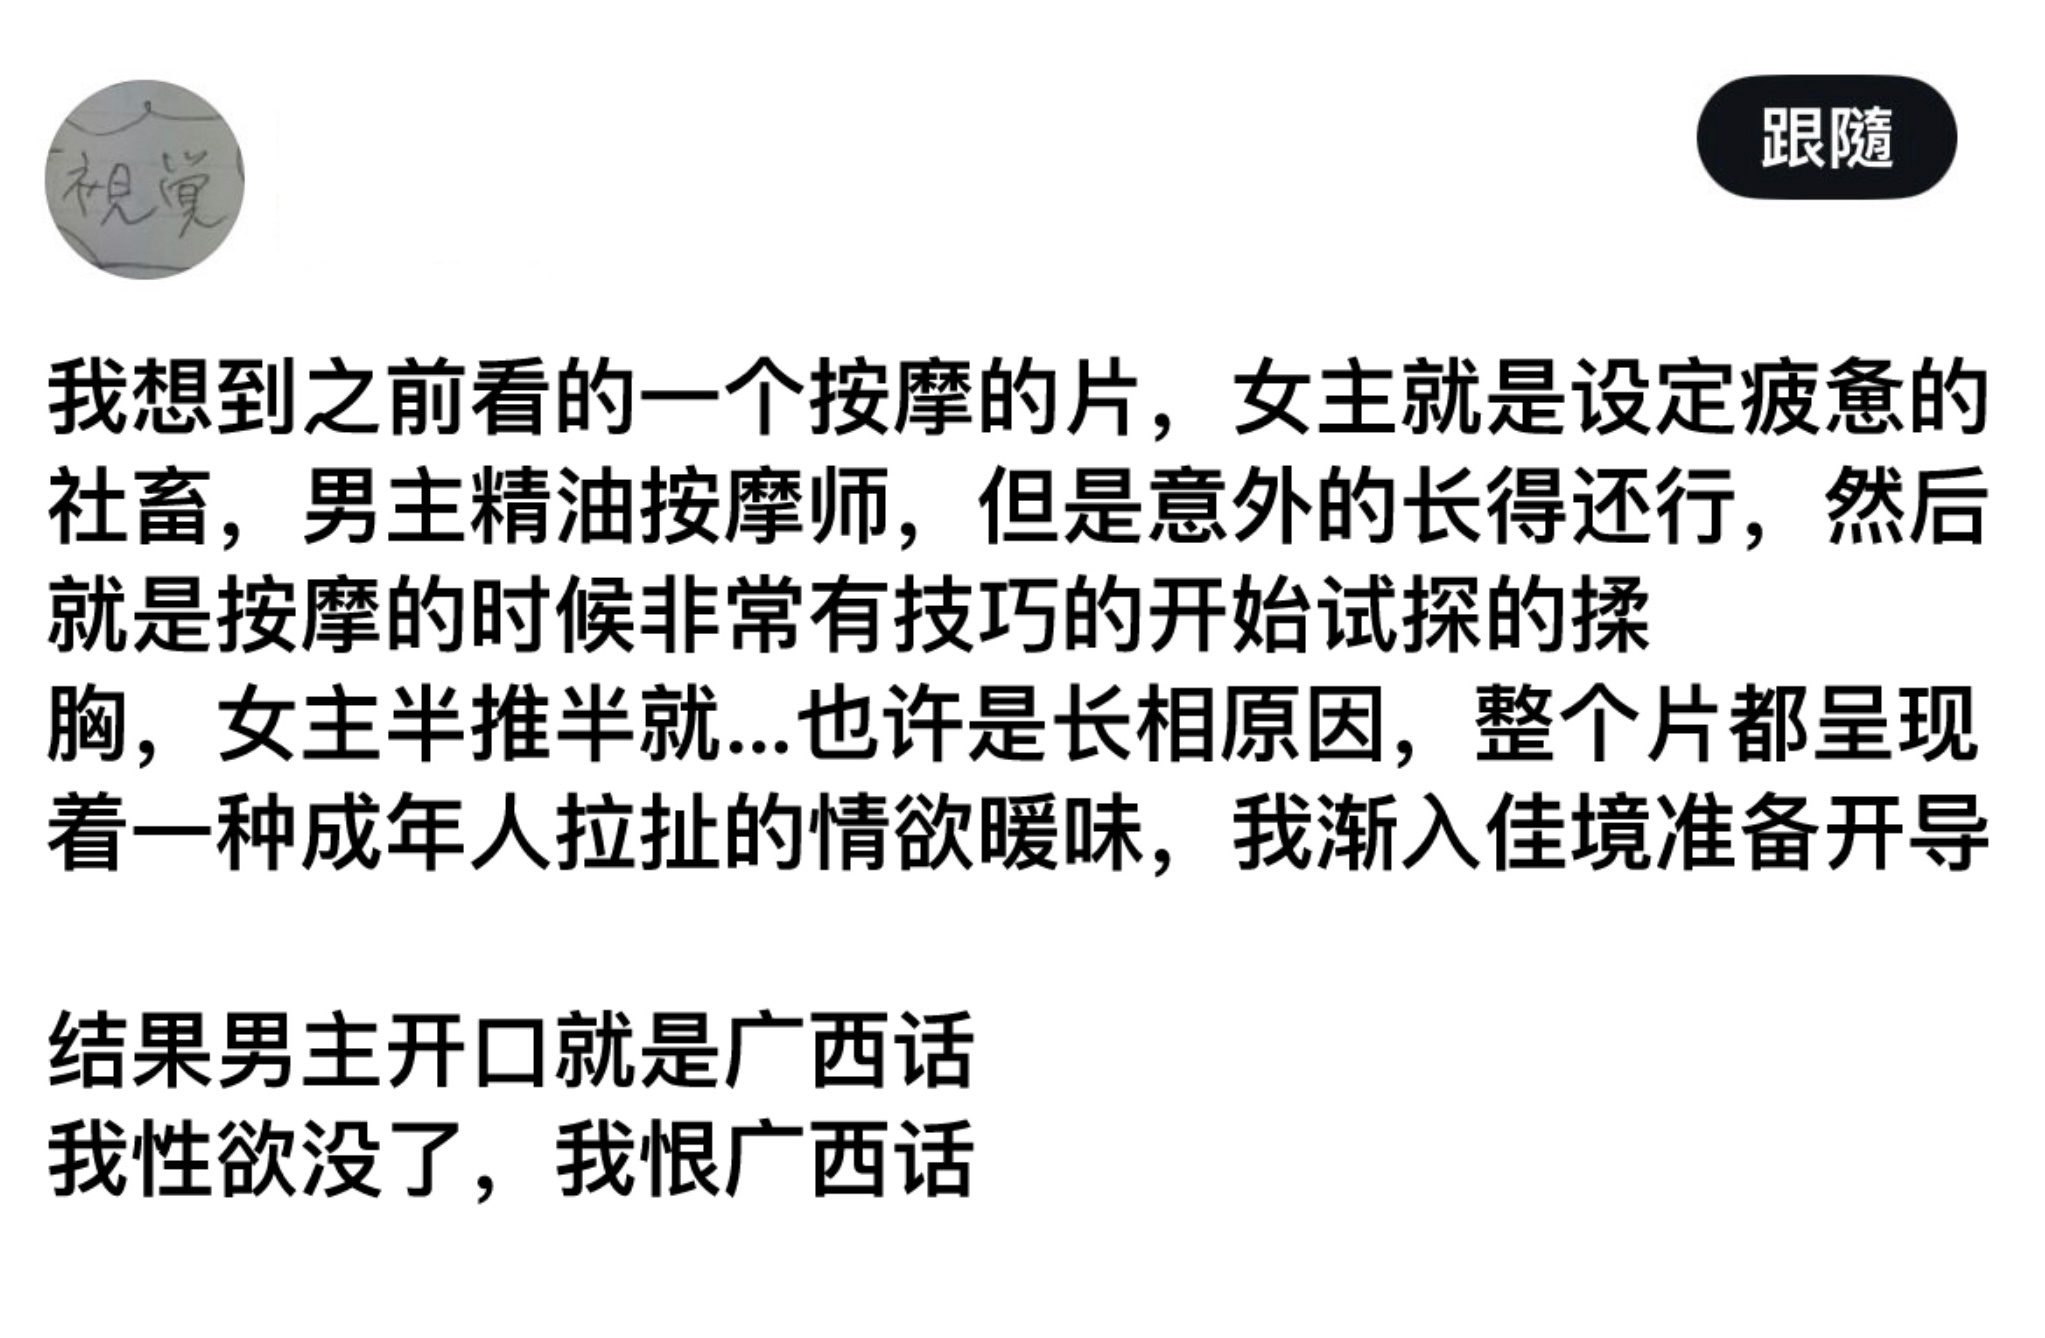 視覚
跟隨
我想到之前看的一个按摩的片，女主就是设定疲惫的
社畜，男主精油按摩师，但是意外的长得还行，然后
就是按摩的时候非常有技巧的开始试探的揉
胸，女主半推半就...也许是长相原因，整个片都呈现
着一种成年人拉扯的情欲暖味，我渐入佳境准备开导
结果男主开口就是广西话
我性欲没了，我恨广西话